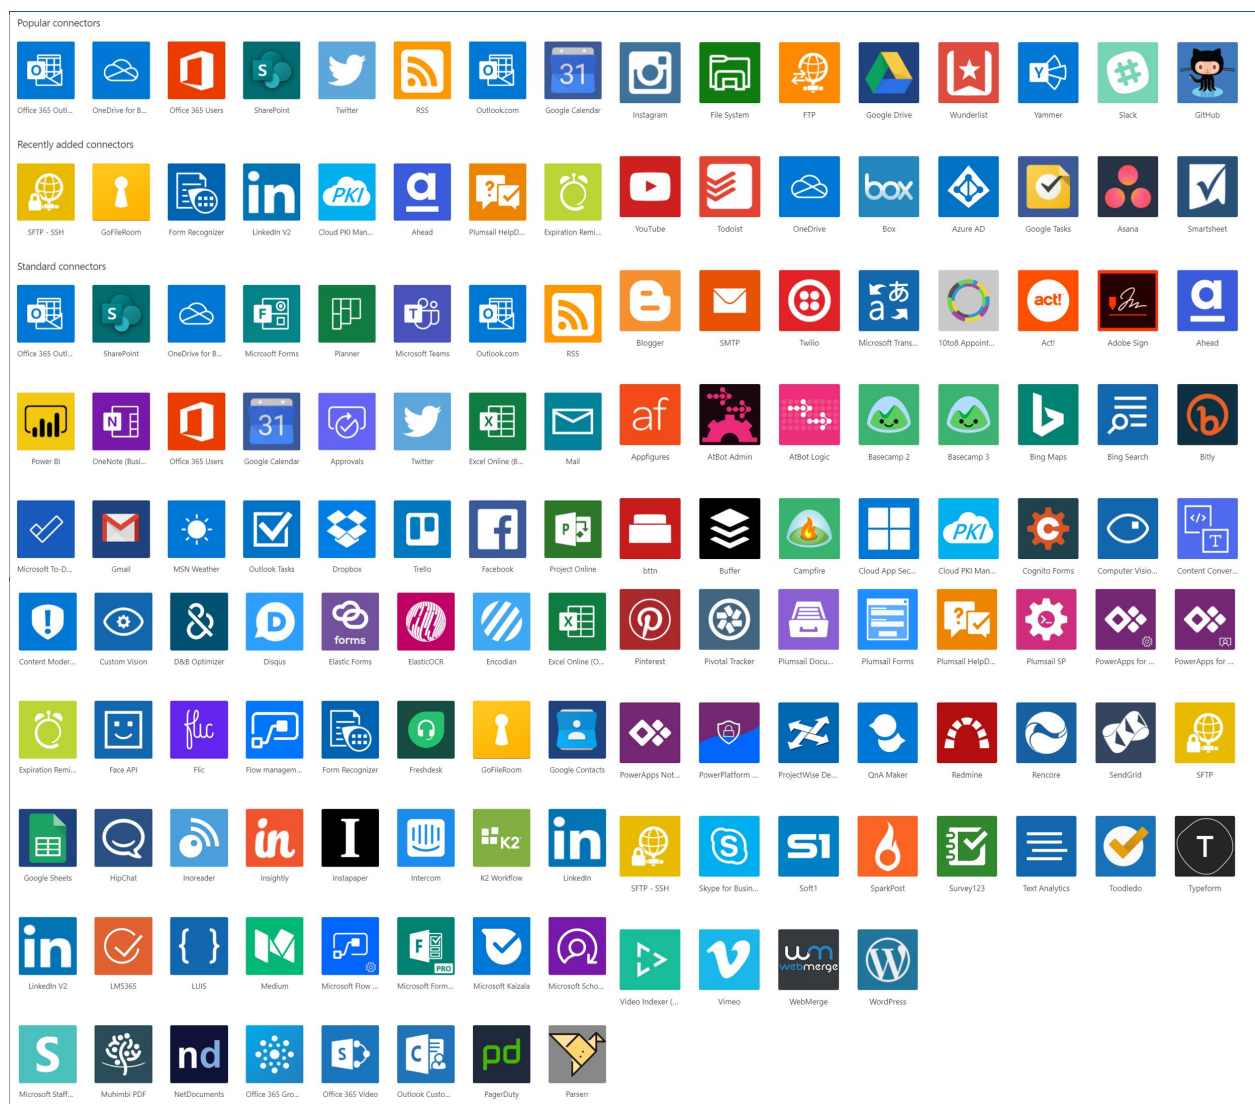 Popular connectors
Office 365 Outl... OneDrive for B... Office 365 Users SharePoint Twitter RSS Outlook.com Google Calendar
Recently added connectors
SFTP - SSH GoFileRoom Form Recognizer LinkedIn V2 Cloud PKI Man... Ahead Plumsail HelpD... Expiration Remi...
Standard connectors
Office 365 Outl... SharePoint OneDrive for B... Microsoft Forms Planner Microsoft Teams Outlook.com RSS
Power BI OneNote (Busi... Office 365 Users Google Calendar Approvals Twitter Excel Online (B... Mail
Microsoft To-D... Gmail MSN Weather Outlook Tasks Dropbox Trello Facebook Project Online
Content Moder... Custom Vision D&B Optimizer Disqus Elastic Forms ElasticOCR Encodian Excel Online (O...
Expiration Remi... Face API Flic Flow managem... Form Recognizer Freshdesk GoFileRoom Google Contacts
Google Sheets HipChat Inoreader Insightly Instapaper Intercom K2 Workflow LinkedIn
LinkedIn V2 LMS365 LUIS Medium Microsoft Flow ... Microsoft Form... Microsoft Kaizala Microsoft Scho...
Microsoft Staff... Muhimbi PDF NetDocuments Office 365 Gro... Office 365 Video Outlook Custo... PagerDuty Parserr
Instagram File System FTP Google Drive Wunderlist Yammer Slack GitHub
YouTube Todoist OneDrive Box Azure AD Google Tasks Asana Smartsheet
Blogger SMTP Twilio Microsoft Trans... 10to8 Appoint... Act! Adobe Sign Ahead
Appfigures AtBot Admin AtBot Logic Basecamp 2 Basecamp 3 Bing Maps Bing Search Bitly
bttn Buffer Campfire Cloud App Sec... Cloud PKI Man... Cognito Forms Computer Visio... Content Conver...
Pinterest Pivotal Tracker Plumsail Docu... Plumsail Forms Plumsail HelpD... Plumsail SP PowerApps for ... PowerApps for ...
PowerApps Not... PowerPlatform ... ProjectWise De... QnA Maker Redmine Rencore SendGrid SFTP
SFTP - SSH Skype for Busin... Soft1 SparkPost Survey123 Text Analytics Toodledo Typeform
Video Indexer (... Vimeo WebMerge WordPress